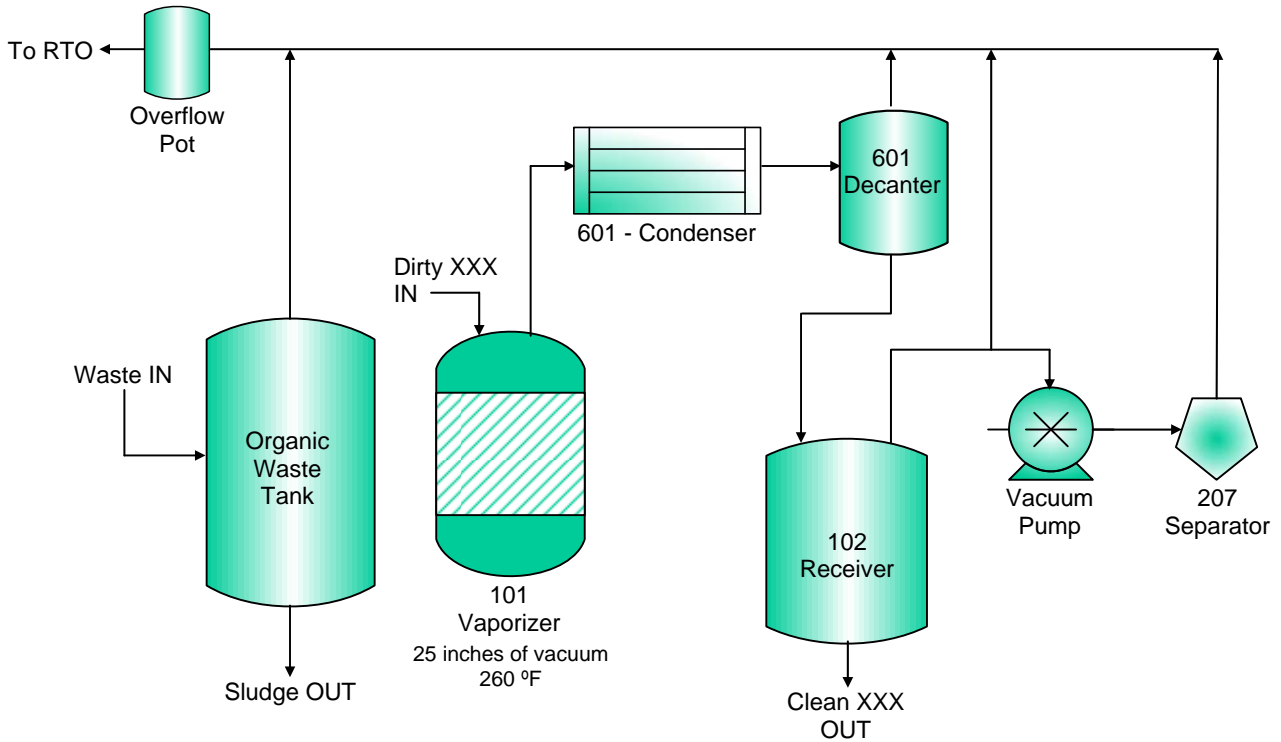 To RTO
Overflow
Pot
601
Decanter
601 - Condenser
Dirty XXX
IN
Waste IN
Organic
Waste
Tank
101
Vaporizer
25 inches of vacuum
260 ºF
Sludge OUT
102
Receiver
Clean XXX
OUT
Vacuum
Pump
207
Separator